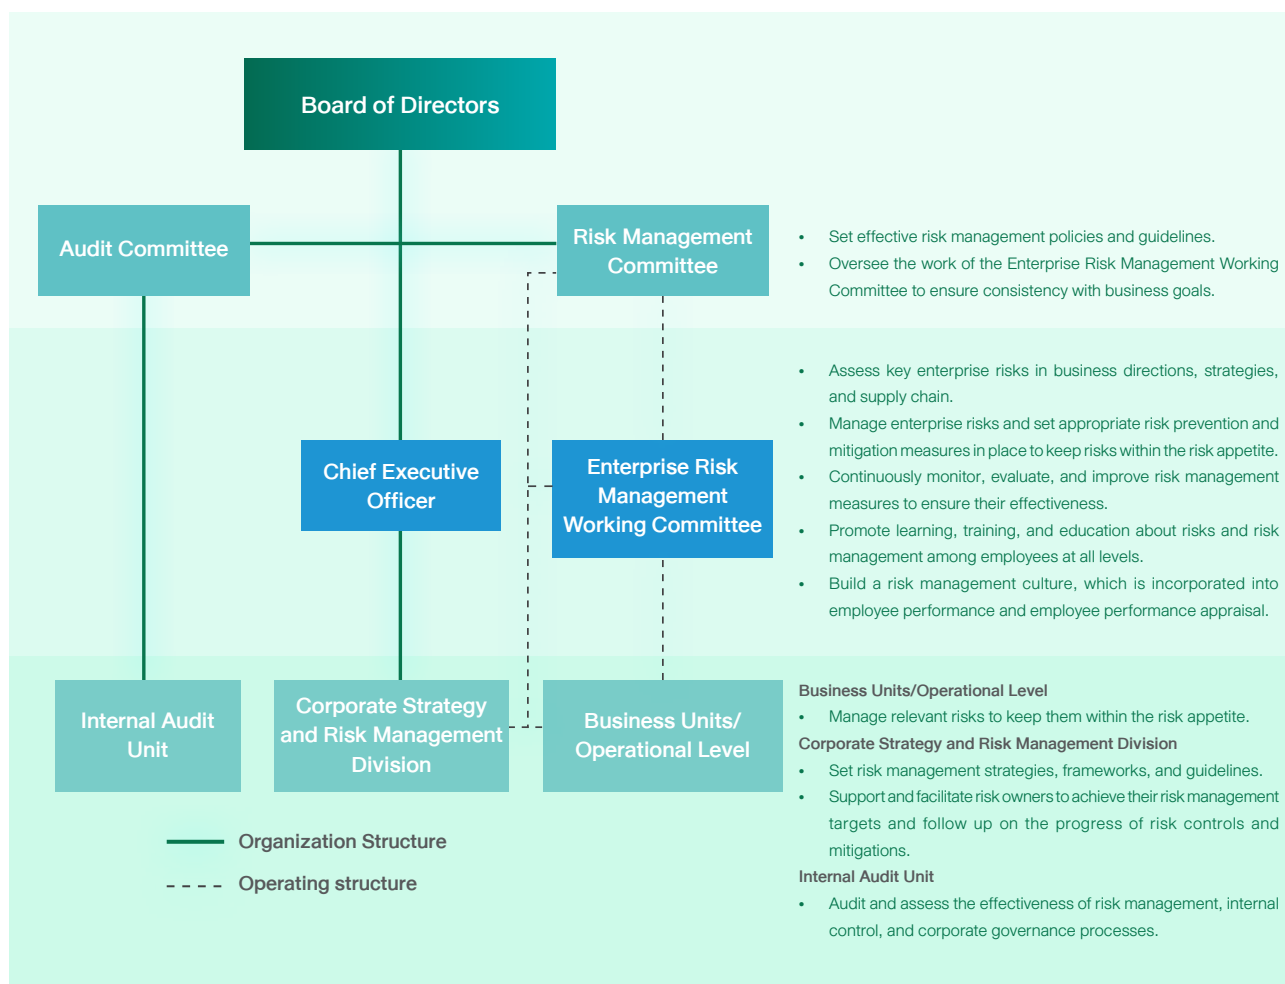 Board of Directors
Audit Committee
Risk Management
Committee
• Set effective risk management policies and guidelines.
• Oversee the work of the Enterprise Risk Management Working
Committee to ensure consistency with business goals.
Chief Executive
Officer
Enterprise Risk
Management
Working Committee
• Assess key enterprise risks in business directions, strategies,
and supply chain.
• Manage enterprise risks and set appropriate risk prevention and
mitigation measures in place to keep risks within the risk appetite.
• Continuously monitor, evaluate, and improve risk management
measures to ensure their effectiveness.
• Promote learning, training, and education about risks and risk
management among employees at all levels.
• Build a risk management culture, which is incorporated into
employee performance and employee performance appraisal.
Internal Audit
Unit
Corporate Strategy
and Risk Management
Division
Business Units/
Operational Level
Business Units/Operational Level
• Manage relevant risks to keep them within the risk appetite.
Corporate Strategy and Risk Management Division
• Set risk management strategies, frameworks, and guidelines.
• Support and facilitate risk owners to achieve their risk management
targets and follow up on the progress of risk controls and
mitigations.
Internal Audit Unit
• Audit and assess the effectiveness of risk management, internal
control, and corporate governance processes.
Organization Structure
Operating structure